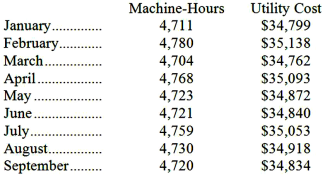 Machine-Hours Utility Cost
January.............. 4,711 $34,799
February............. 4,780 $35,138
March................ 4,704 $34,762
April................... 4,768 $35,093
May ................... 4,723 $34,872
June ................... 4,721 $34,840
July.................... 4,759 $35,053
August............... 4,730 $34,918
September......... 4,720 $34,834